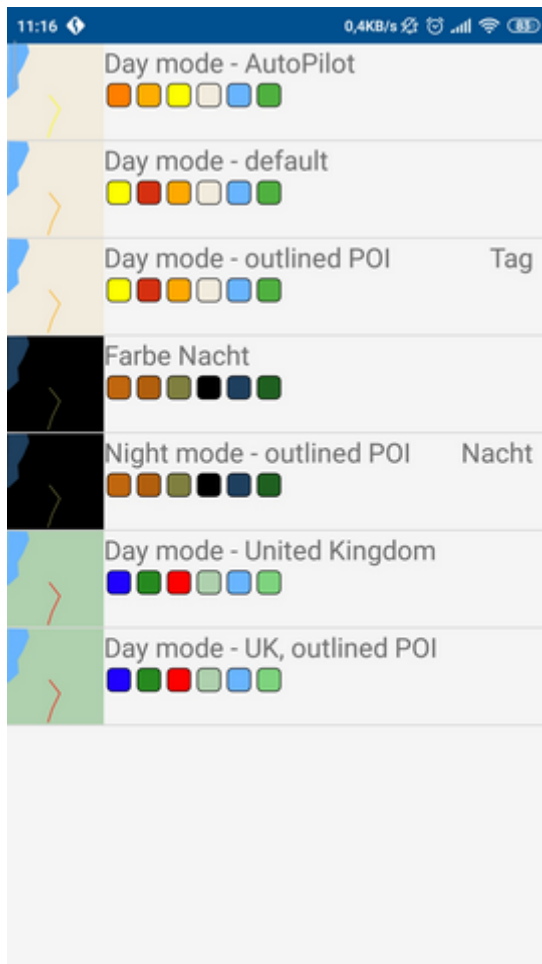 11:16 0,4KB/s 83
Day mode - AutoPilot
Day mode - default
Day mode - outlined POI Tag
Farbe Nacht
Night mode - outlined POI Nacht
Day mode - United Kingdom
Day mode - UK, outlined POI